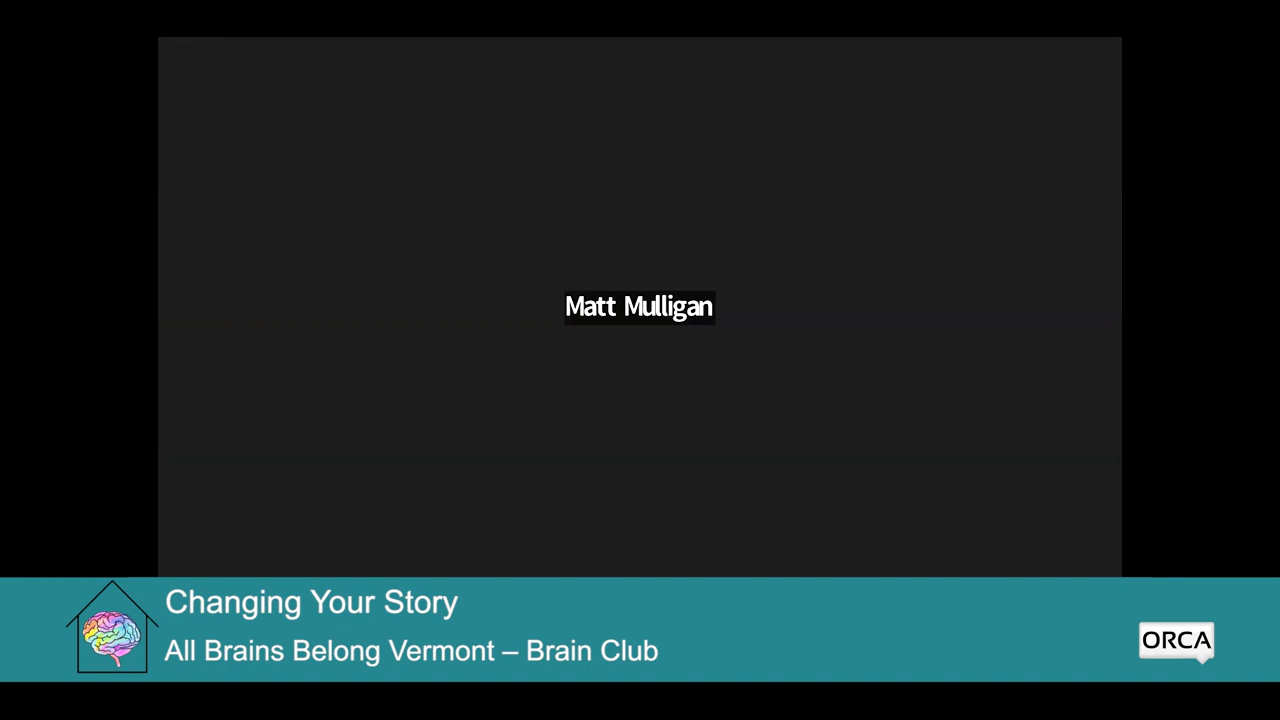 Matt Mulligan
Changing Your Story
All Brains Belong Vermont – Brain Club
ORCA